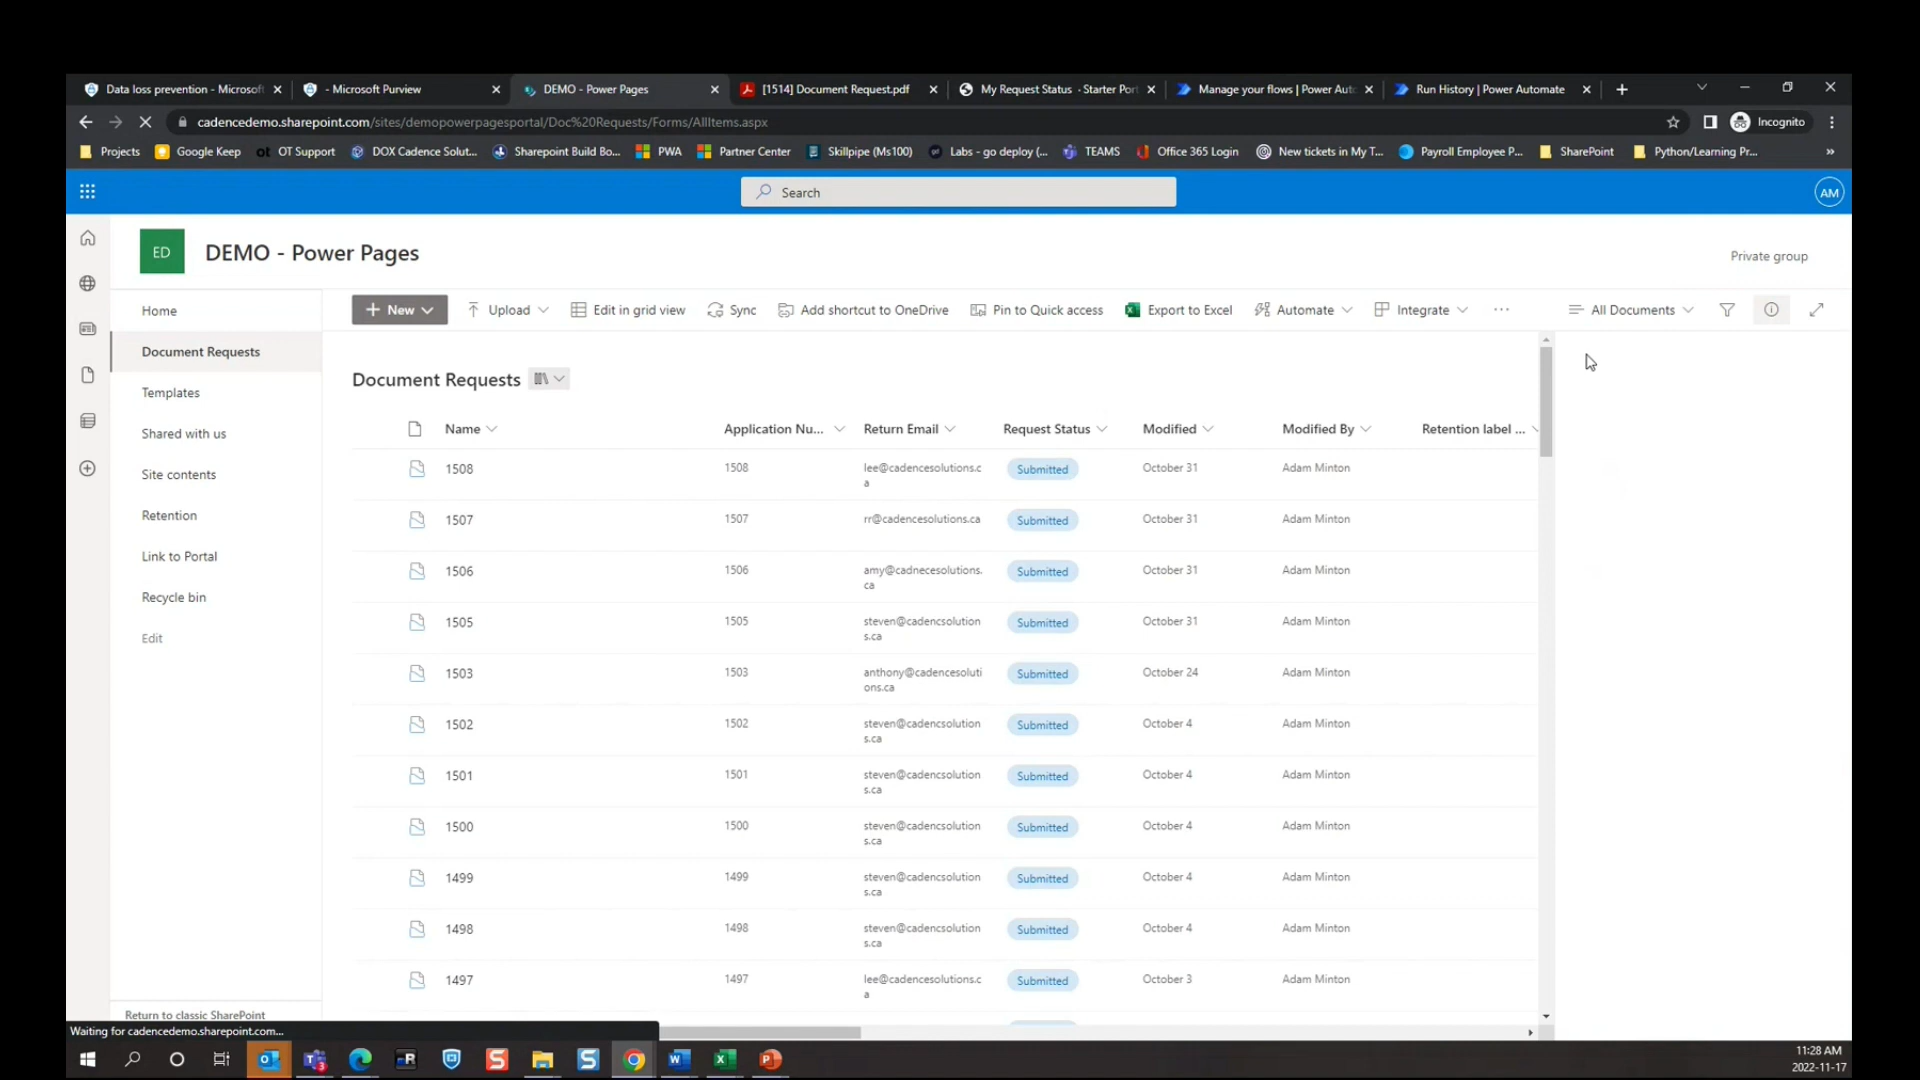 Data loss prevention - Microsof
- Microsoft Purview
DEMO - Power Pages
[1514] Document Request.pdf
My Request Status - Starter Port
Manage your flows | Power Auto
Run History | Power Automate
cadencedemo.sharepoint.com/sites/demopowerpagesportal/Doc%20Requests/Forms/AllItems.aspx
Incognito
Projects
Google Keep
OT Support
DOX Cadence Solut...
Sharepoint Build Bo...
PWA
Partner Center
Skillpipe (Ms100)
Labs - go deploy (...
TEAMS
Office 365 Login
New tickets in My T...
Payroll Employee P...
SharePoint
Python/Learning Pr...
»
Search
AM
ED
DEMO - Power Pages
Private group
Home
Document Requests
Templates
Shared with us
Site contents
Retention
Link to Portal
Recycle bin
Edit
Return to classic SharePoint
+ New
Upload
Edit in grid view
Sync
Add shortcut to OneDrive
Pin to Quick access
Export to Excel
Automate
Integrate
...
All Documents
Document Requests
Name Application Nu... Return Email Request Status Modified Modified By Retention label ...
1508 1508 lee@cadencesolutions.c Submitted October 31 Adam Minton
a
1507 1507 rr@cadencesolutions.ca Submitted October 31 Adam Minton
1506 1506 amy@cadnecesolutions. Submitted October 31 Adam Minton
ca
1505 1505 steven@cadencsolution Submitted October 31 Adam Minton
s.ca
1503 1503 anthony@cadencesoluti Submitted October 24 Adam Minton
ons.ca
1502 1502 steven@cadencsolution Submitted October 4 Adam Minton
s.ca
1501 1501 steven@cadencsolution Submitted October 4 Adam Minton
s.ca
1500 1500 steven@cadencsolution Submitted October 4 Adam Minton
s.ca
1499 1499 steven@cadencsolution Submitted October 4 Adam Minton
s.ca
1498 1498 steven@cadencsolution Submitted October 4 Adam Minton
s.ca
1497 1497 lee@cadencesolutions.c Submitted October 3 Adam Minton
a
Waiting for cadencedemo.sharepoint.com...
11:28 AM
2022-11-17